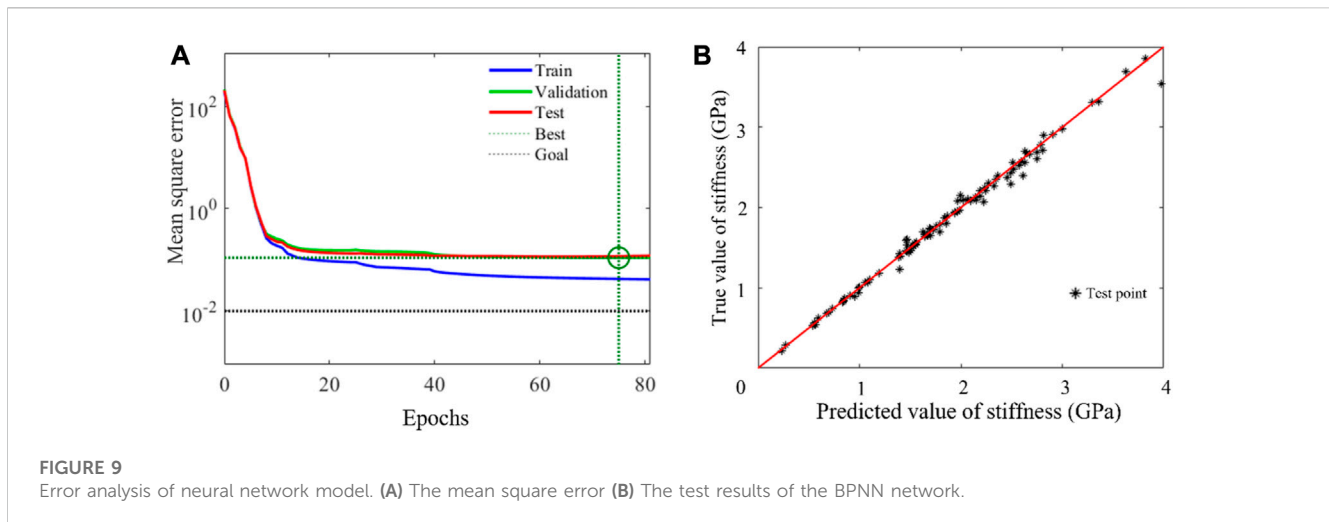 A
Mean square error
10^2
10^0
10^-2
Train
Validation
Test
Best
Goal
0
20
40
60
80
Epochs
B
True value of stiffness (GPa)
4
3
2
1
0
Test point
1
2
3
4
Predicted value of stiffness (GPa)
FIGURE 9
Error analysis of neural network model. (A) The mean square error (B) The test results of the BPNN network.